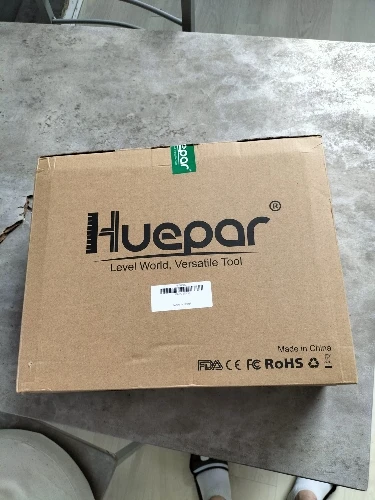 Huepar®
Level World, Versatile Tool
Made in China
FDA CE FC RoHS